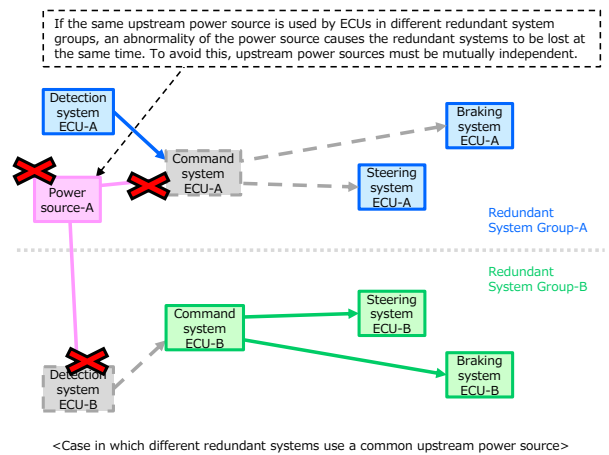 If the same upstream power source is used by ECUs in different redundant system
groups, an abnormality of the power source causes the redundant systems to be lost at
the same time. To avoid this, upstream power sources must be mutually independent.
Detection
system
ECU-A
Braking
system
ECU-A
Command
system
ECU-A
Steering
system
ECU-A
Power
source-A
Redundant
System Group-A
Redundant
System Group-B
Steering
system
ECU-B
Command
system
ECU-B
Braking
system
ECU-B
Detection
system
ECU-B
<Case in which different redundant systems use a common upstream power source>